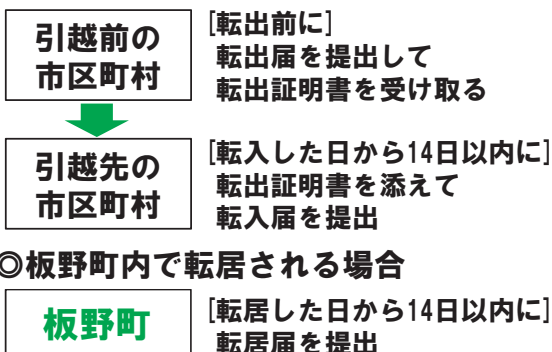 引越前の
市区町村
[転出前に]
転出届を提出して
転出証明書を受け取る
引越先の
市区町村
[転入した日から14日以内に]
転出証明書を添えて
転入届を提出
◎板野町内で転居される場合
板野町
[転居した日から14日以内に]
転居届を提出